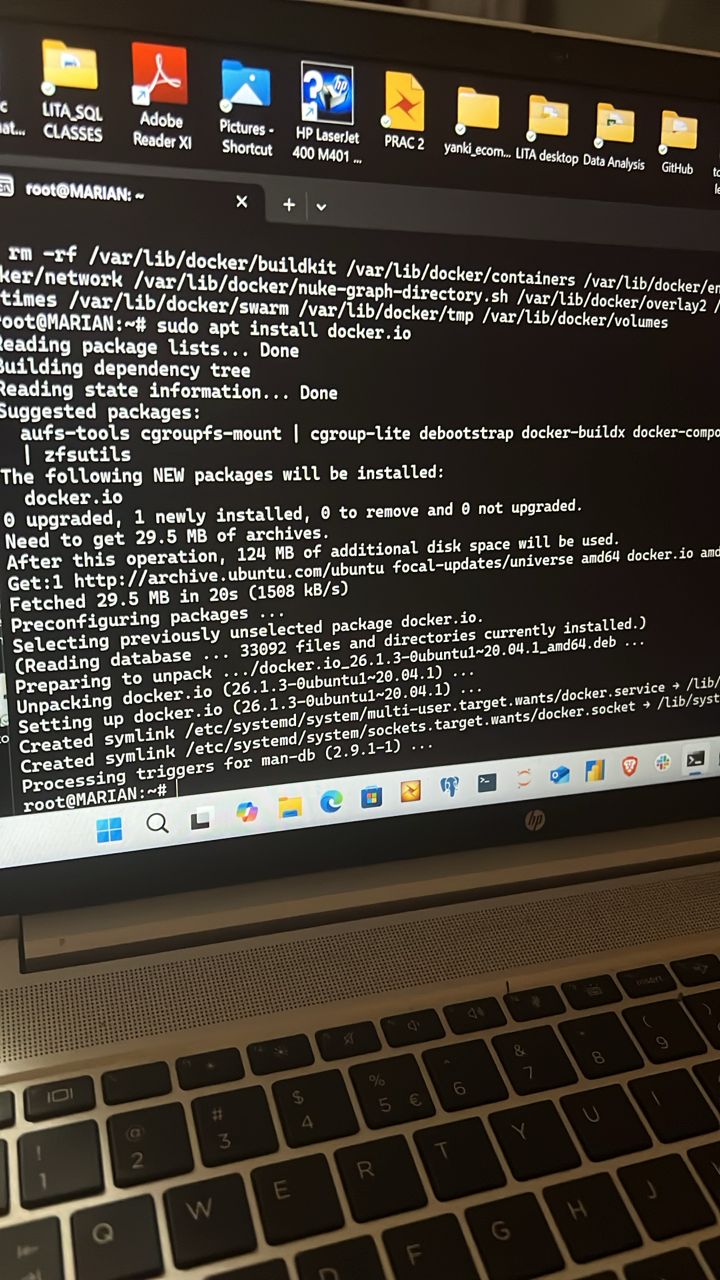 LITA_SQL
CLASSES
Adobe
Reader XI
Pictures -
Shortcut
HP LaserJet
400 M401 ...
PRAC 2
yanki_ecom...
LITA desktop
Data Analysis
GitHub
root@MARIAN: ~
rm -rf /var/lib/docker/buildkit /var/lib/docker/containers /var/lib/docker/en
ker/network /var/lib/docker/nuke-graph-directory.sh /var/lib/docker/overlay2 /
times /var/lib/docker/swarm /var/lib/docker/tmp /var/lib/docker/volumes
root@MARIAN:~# sudo apt install docker.io
Reading package lists... Done
Building dependency tree
Reading state information... Done
Suggested packages:
aufs-tools cgroupfs-mount | cgroup-lite debootstrap docker-buildx docker-compo
| zfsutils
The following NEW packages will be installed:
docker.io
0 upgraded, 1 newly installed, 0 to remove and 0 not upgraded.
Need to get 29.5 MB of archives.
After this operation, 124 MB of additional disk space will be used.
Get:1 http://archive.ubuntu.com/ubuntu focal-updates/universe amd64 docker.io amd
Fetched 29.5 MB in 20s (1508 kB/s)
Preconfiguring packages ...
Selecting previously unselected package docker.io.
(Reading database ... 33092 files and directories currently installed.)
Preparing to unpack .../docker.io_26.1.3-0ubuntu1~20.04.1_amd64.deb ...
Unpacking docker.io (26.1.3-0ubuntu1~20.04.1) ...
Setting up docker.io (26.1.3-0ubuntu1~20.04.1) ...
Created symlink /etc/systemd/system/multi-user.target.wants/docker.service → /lib/
Created symlink /etc/systemd/system/sockets.target.wants/docker.socket → /lib/syst
Processing triggers for man-db (2.9.1-1) ...
root@MARIAN:~#
hp
insert
! @ # $ % ^ & * ( )
1 2 3 4 5 € 6 7 8 9
Q W E R T Y U I
D F G H J